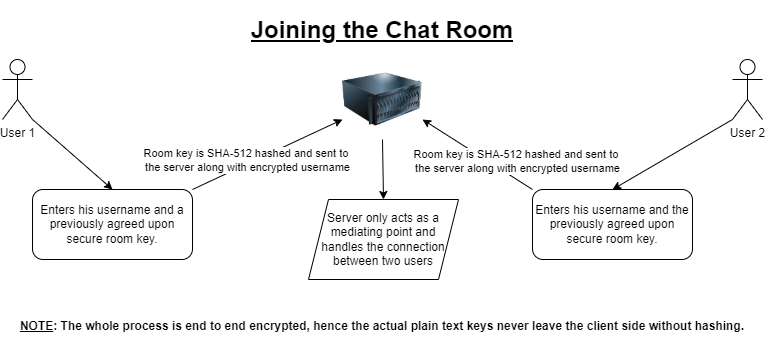 Joining the Chat Room
User 1
User 2
Room key is SHA-512 hashed and sent to
the server along with encrypted username
Room key is SHA-512 hashed and sent to
the server along with encrypted username
Enters his username and a
previously agreed upon
secure room key.
Server only acts as a
mediating point and
handles the connection
between two users
Enters his username and the
previously agreed upon
secure room key.
NOTE: The whole process is end to end encrypted, hence the actual plain text keys never leave the client side without hashing.